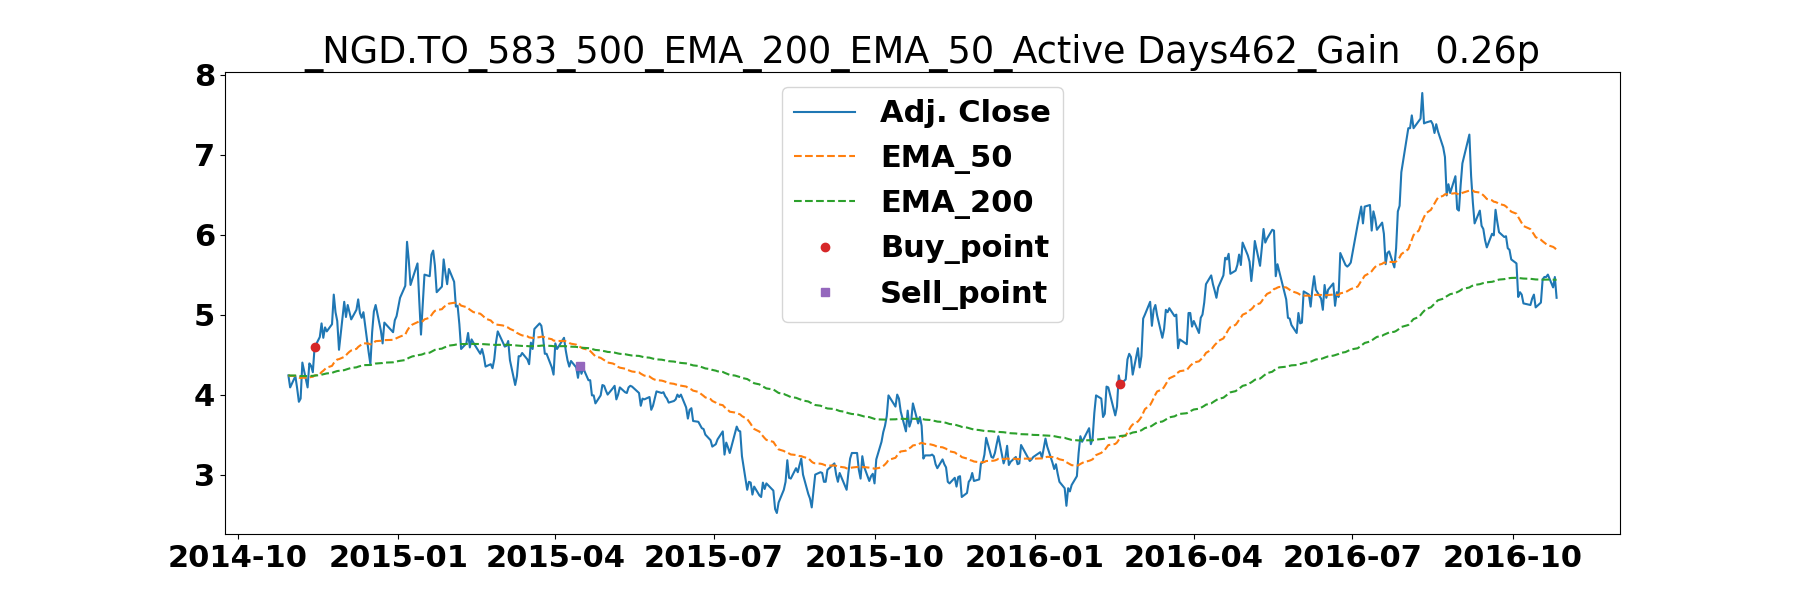 _NGD.TO_583_500_EMA_200_EMA_50_Active Days462_Gain   0.26p
8
7
6
5
4
3
Adj. Close
EMA_50
EMA_200
Buy_point
Sell_point
2014-10 2015-01 2015-04 2015-07 2015-10 2016-01 2016-04 2016-07 2016-10